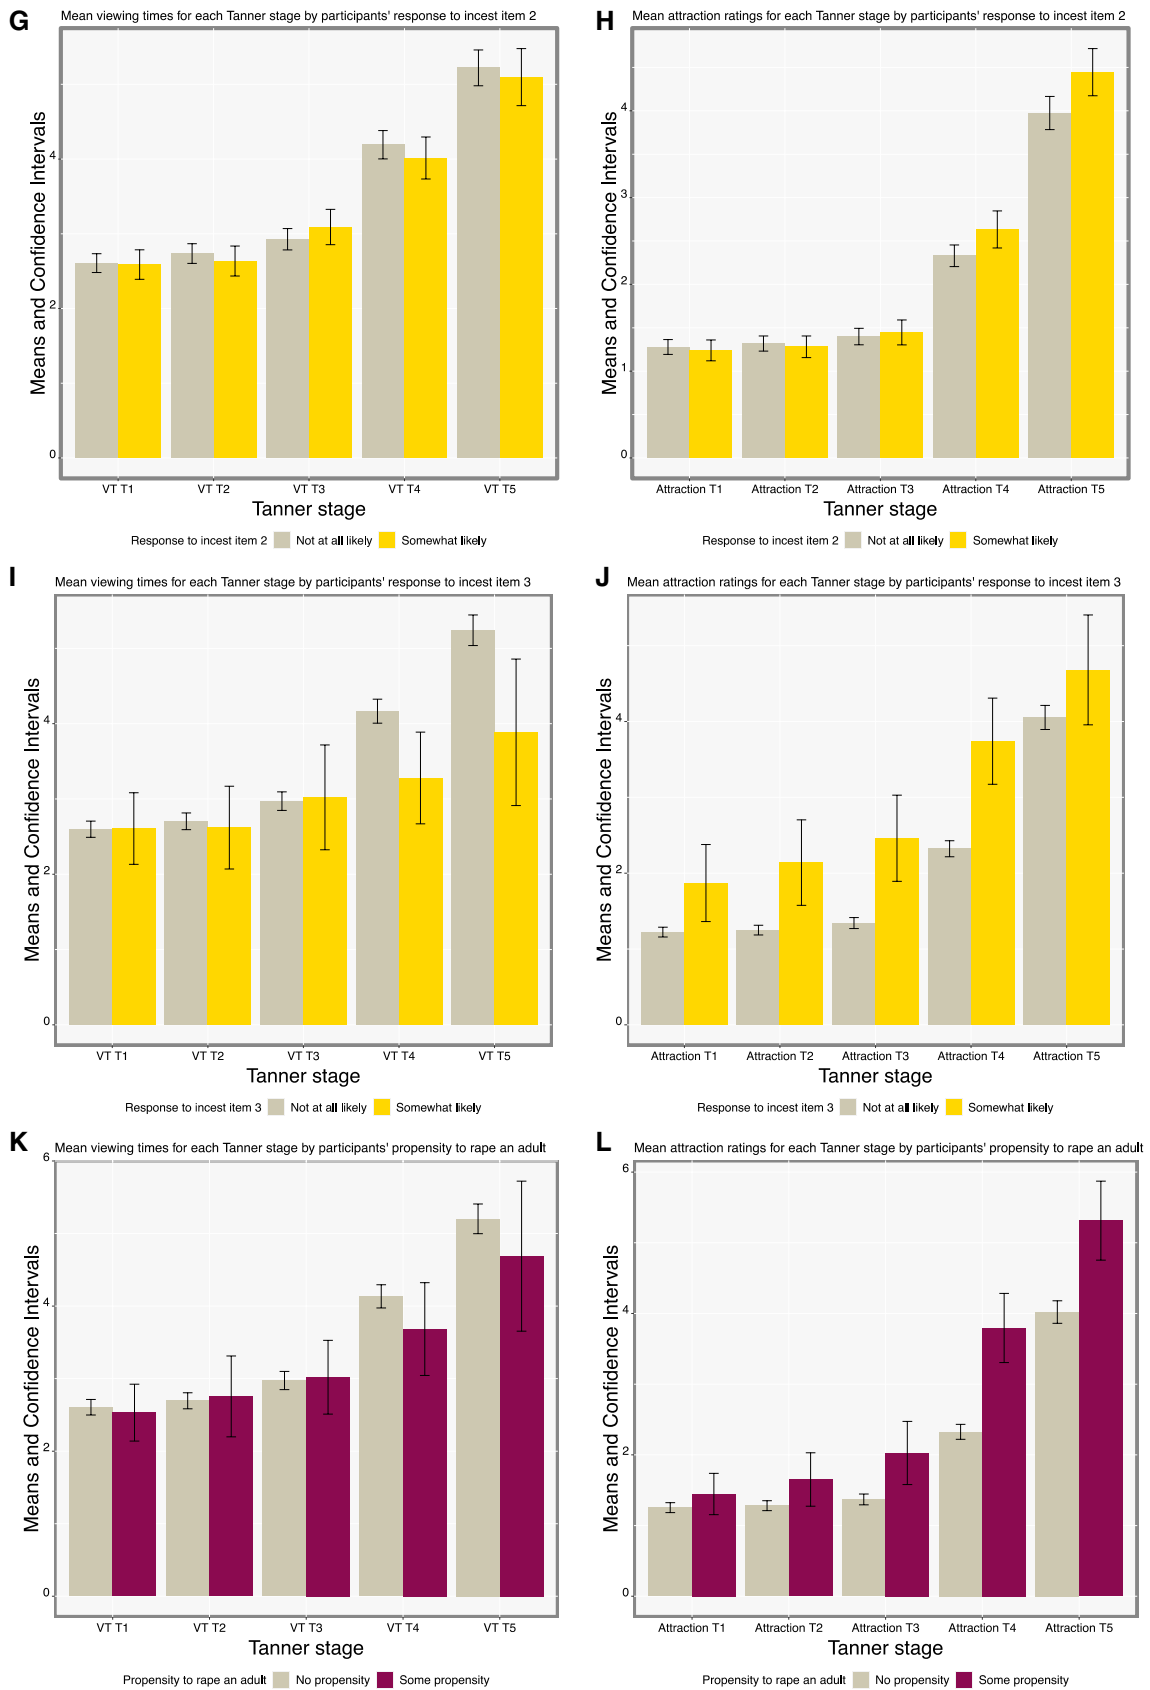 G
Mean viewing times for each Tanner stage by participants' response to incest item 2
Means and Confidence Intervals
4
2
0
VT T1 VT T2 VT T3 VT T4 VT T5
Tanner stage
Response to incest item 2 Not at all likely Somewhat likely
H
Mean attraction ratings for each Tanner stage by participants' response to incest item 2
Means and Confidence Intervals
4
3
2
1
0
Attraction T1 Attraction T2 Attraction T3 Attraction T4 Attraction T5
Tanner stage
Response to incest item 2 Not at all likely Somewhat likely
I
Mean viewing times for each Tanner stage by participants' response to incest item 3
Means and Confidence Intervals
4
2
0
VT T1 VT T2 VT T3 VT T4 VT T5
Tanner stage
Response to incest item 3 Not at all likely Somewhat likely
J
Mean attraction ratings for each Tanner stage by participants' response to incest item 3
Means and Confidence Intervals
4
2
0
Attraction T1 Attraction T2 Attraction T3 Attraction T4 Attraction T5
Tanner stage
Response to incest item 3 Not at all likely Somewhat likely
K
Mean viewing times for each Tanner stage by participants' propensity to rape an adult
Means and Confidence Intervals
6
4
2
0
VT T1 VT T2 VT T3 VT T4 VT T5
Tanner stage
Propensity to rape an adult No propensity Some propensity
L
Mean attraction ratings for each Tanner stage by participants' propensity to rape an adult
Means and Confidence Intervals
6
4
2
0
Attraction T1 Attraction T2 Attraction T3 Attraction T4 Attraction T5
Tanner stage
Propensity to rape an adult No propensity Some propensity